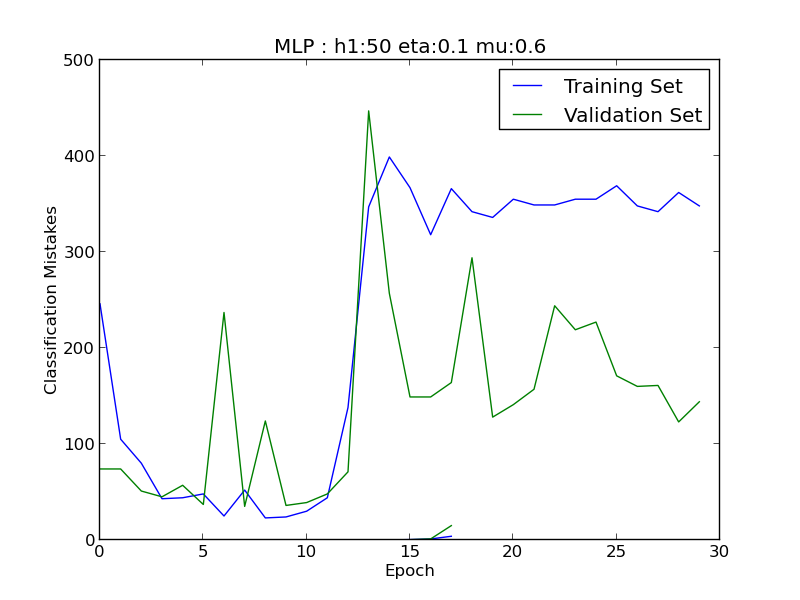 MLP : h1:50 eta:0.1 mu:0.6
500
Training Set
Validation Set
400
300
200
100
0
Classification Mistakes
0 5 10 15 20 25 30
Epoch